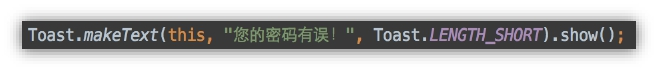 Toast.makeText(this, "您的密码有误！", Toast.LENGTH_SHORT).show();